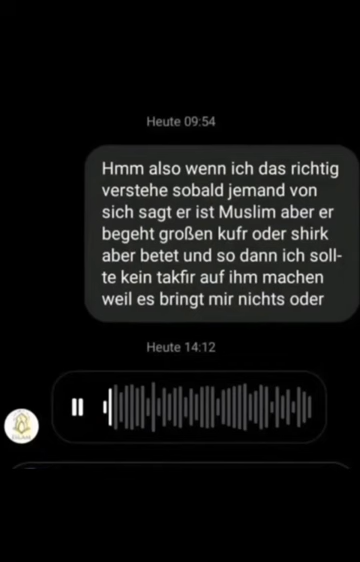 Heute 09:54
Hmm also wenn ich das richtig
verstehe sobald jemand von
sich sagt er ist Muslim aber er
begeht großen kufr oder shirk
aber betet und so dann ich soll-
te kein takfir auf ihm machen
weil es bringt mir nichts oder
Heute 14:12